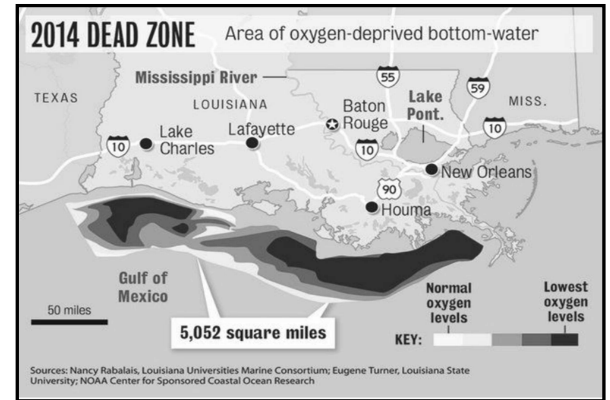 2014 DEAD ZONE
Area of oxygen-deprived bottom-water
Mississippi River
55
59
TEXAS
LOUISIANA
Baton
Rouge
Lake
Pont.
MISS.
10
10
Lake
Charles
Lafayette
10
New Orleans
90
Houma
Gulf of
Mexico
50 miles
5,052 square miles
Normal
oxygen
levels
Lowest
oxygen
levels
KEY:
Sources: Nancy Rabalais, Louisiana Universities Marine Consortium; Eugene Turner, Louisiana State
University; NOAA Center for Sponsored Coastal Ocean Research